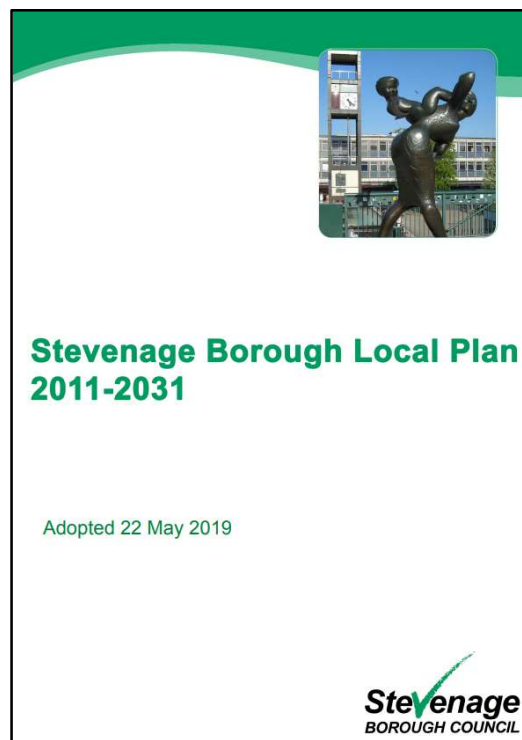 Stevenage Borough Local Plan
2011-2031
Adopted 22 May 2019
Stevenage
BOROUGH COUNCIL